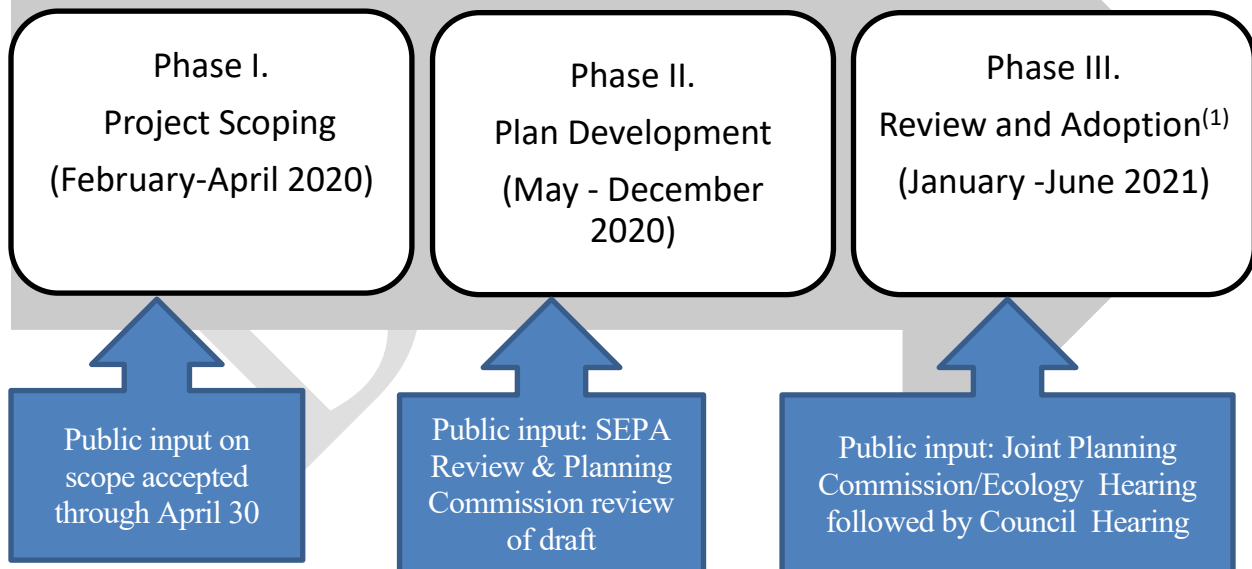 Phase I.
Project Scoping
(February-April 2020)
Phase II.
Plan Development
(May - December
2020)
Phase III.
Review and Adoption(1)
(January -June 2021)
Public input on
scope accepted
through April 30
Public input: SEPA
Review & Planning
Commission review
of draft
Public input: Joint Planning
Commission/Ecology Hearing
followed by Council Hearing